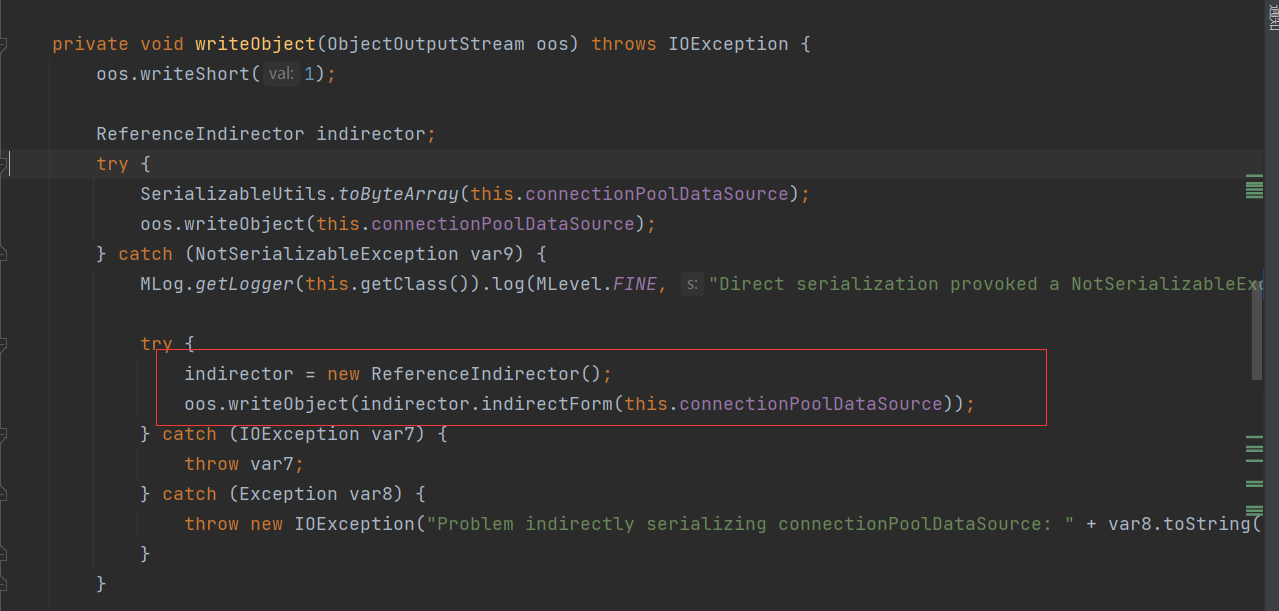 private void writeObject(ObjectOutputStream oos) throws IOException {
oos.writeShort( val: 1);
ReferenceIndirector indirector;
try {
SerializableUtils.toByteArray(this.connectionPoolDataSource);
oos.writeObject(this.connectionPoolDataSource);
} catch (NotSerializableException var9) {
MLog.getLogger(this.getClass()).log(MLevel.FINE, s: "Direct serialization provoked a NotSerializableExc
try {
indirector = new ReferenceIndirector();
oos.writeObject(indirector.indirectForm(this.connectionPoolDataSource));
} catch (IOException var7) {
throw var7;
} catch (Exception var8) {
throw new IOException("Problem indirectly serializing connectionPoolDataSource: " + var8.toString(
}
}
通知